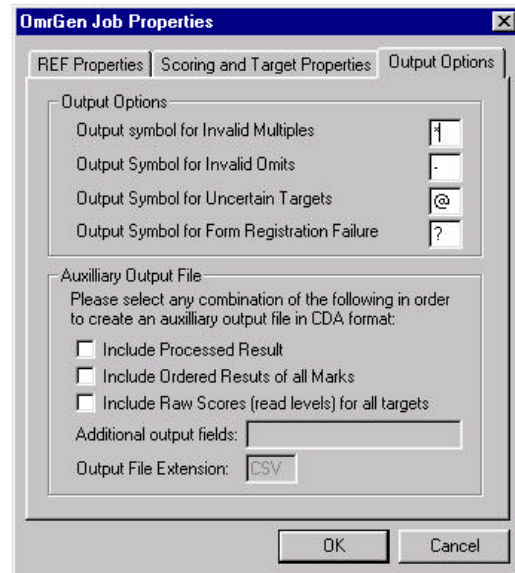 OmrGen Job Properties
REF Properties Scoring and Target Properties Output Options
Output Options
Output symbol for Invalid Multiples *
Output Symbol for Invalid Omits -
Output Symbol for Uncertain Targets @
Output Symbol for Form Registration Failure ?
Auxilliary Output File
Please select any combination of the following in order
to create an auxilliary output file in CDA format:
Include Processed Result
Include Ordered Resuts of all Marks
Include Raw Scores (read levels) for all targets
Additional output fields:
Output File Extension: CSV
OK Cancel